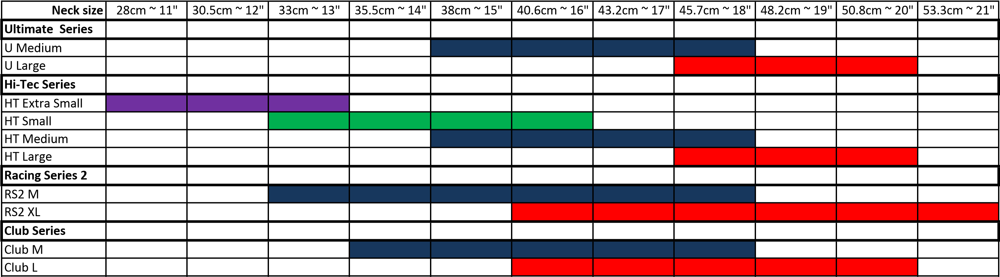 Neck size 28cm ~ 11" 30.5cm ~ 12" 33cm ~ 13" 35.5cm ~ 14" 38cm ~ 15" 40.6cm ~ 16" 43.2cm ~ 17" 45.7cm ~ 18" 48.2cm ~ 19" 50.8cm ~ 20" 53.3cm ~ 21"
Ultimate  Series
U Medium
U Large
Hi-Tec Series
HT Extra Small
HT Small
HT Medium
HT Large
Racing Series 2
RS2 M
RS2 XL
Club Series
Club M
Club L